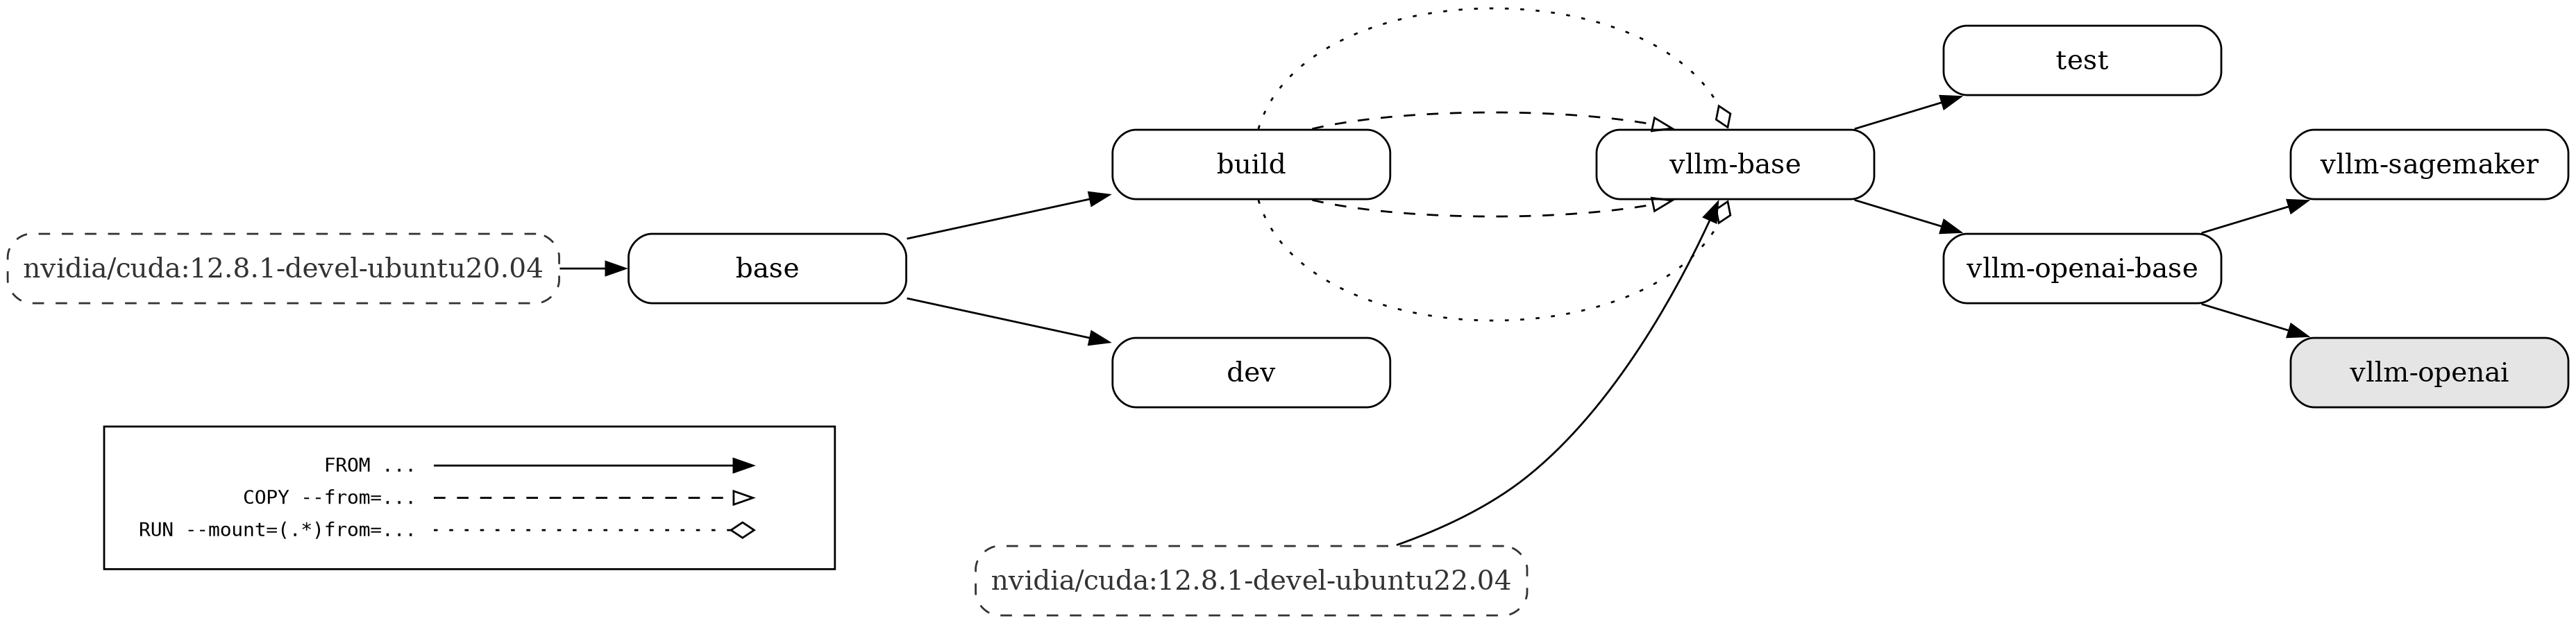 test
build
vllm-base
vllm-sagemaker
nvidia/cuda:12.8.1-devel-ubuntu20.04
base
vllm-openai-base
dev
vllm-openai
FROM ...
COPY --from=...
RUN --mount=(.*)from=...
nvidia/cuda:12.8.1-devel-ubuntu22.04